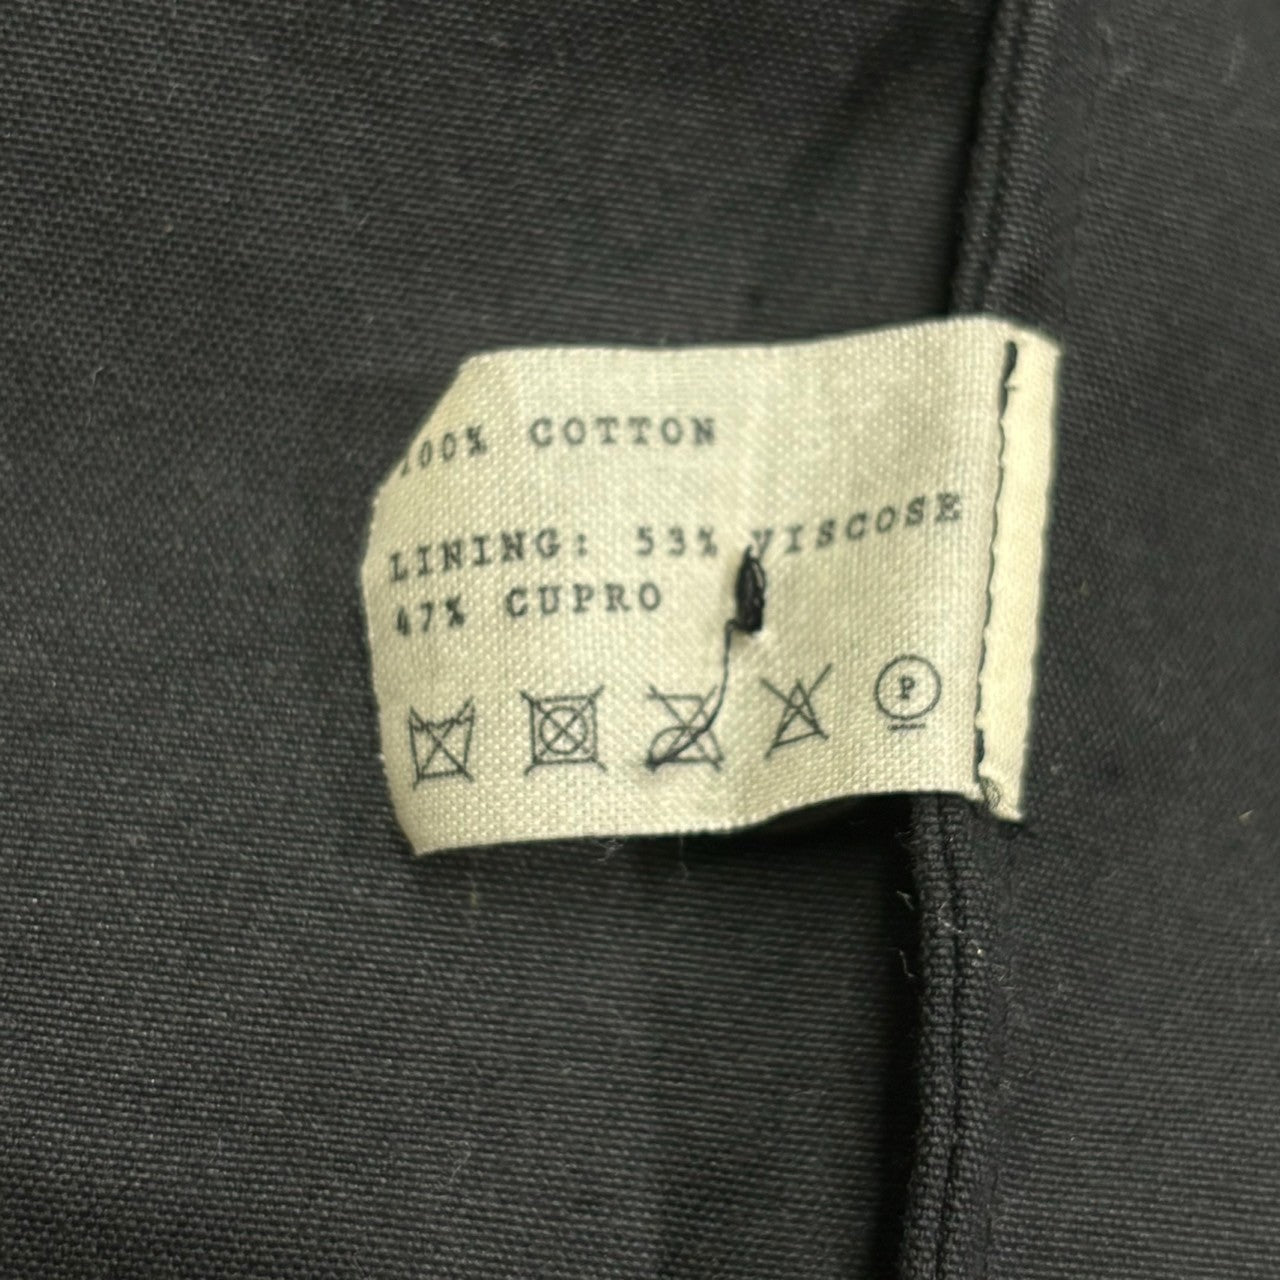 100% COTTON
LINING: 53% VISCOSE
47% CUPRO
P